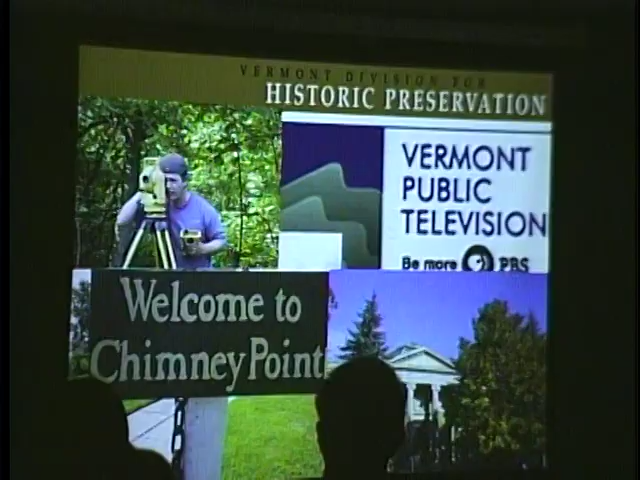 VERMONT DIVISION FOR
HISTORIC PRESERVATION
VERMONT
PUBLIC
TELEVISION
Be more PBS
Welcome to
Chimney Point